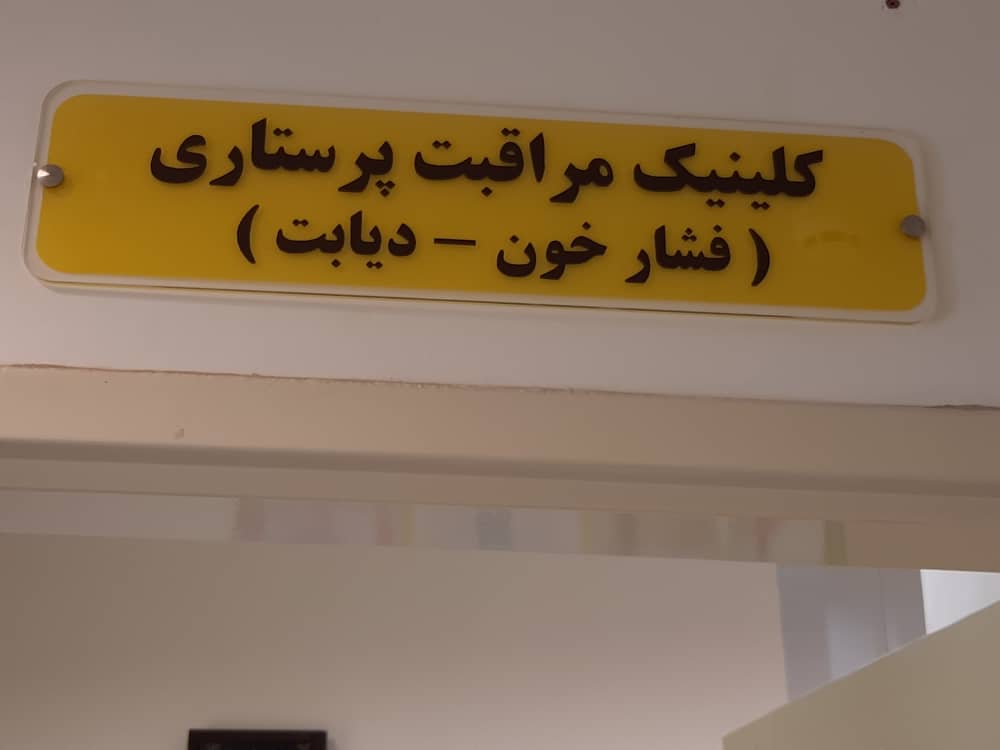 کلینیک مراقبت پرستاری
( فشار خون – دیابت )